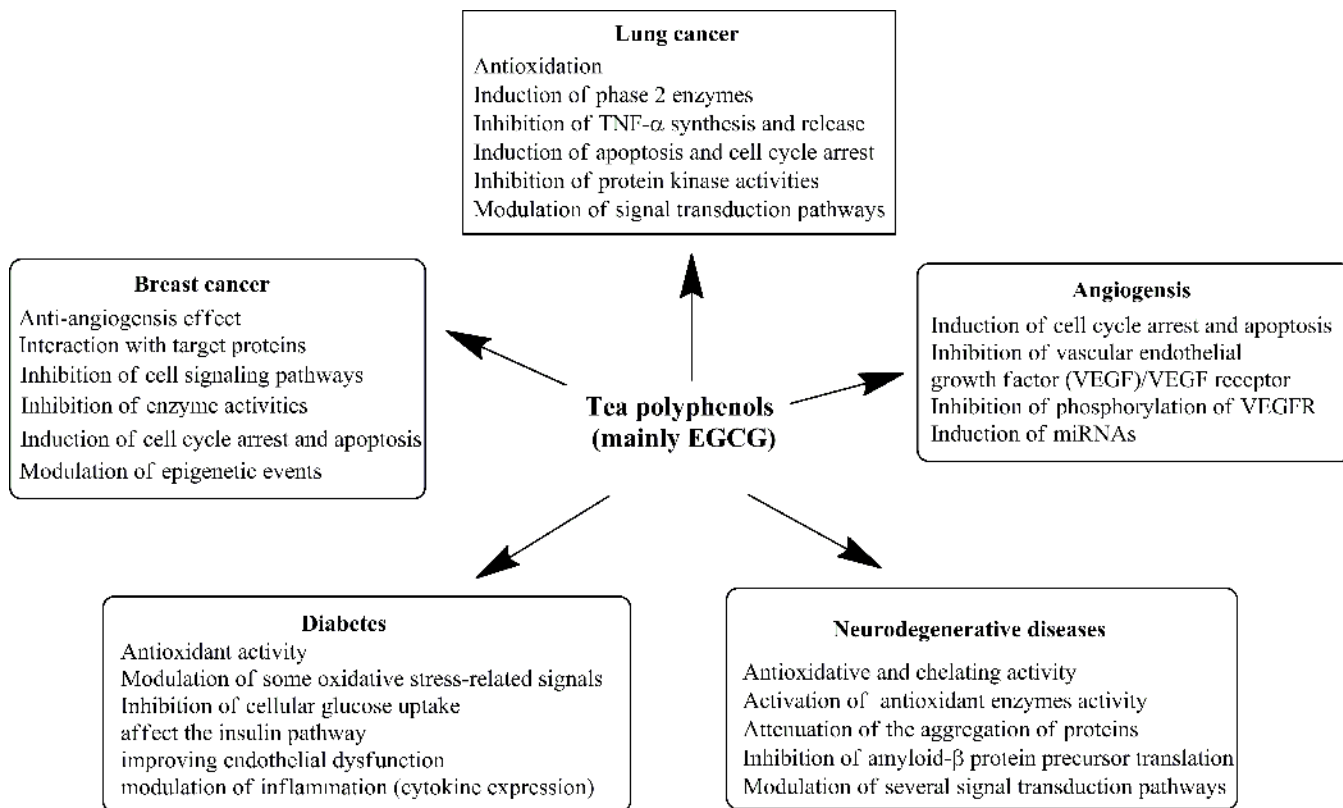 Lung cancer
Antioxidation
Induction of phase 2 enzymes
Inhibition of TNF-α synthesis and release
Induction of apoptosis and cell cycle arrest
Inhibition of protein kinase activities
Modulation of signal transduction pathways
Breast cancer
Anti-angiogensis effect
Interaction with target proteins
Inhibition of cell signaling pathways
Inhibition of enzyme activities
Induction of cell cycle arrest and apoptosis
Modulation of epigenetic events
Angiogensis
Induction of cell cycle arrest and apoptosis
Inhibition of vascular endothelial
growth factor (VEGF)/VEGF receptor
Inhibition of phosphorylation of VEGFR
Induction of miRNAs
Tea polyphenols
(mainly EGCG)
Diabetes
Antioxidant activity
Modulation of some oxidative stress-related signals
Inhibition of cellular glucose uptake
affect the insulin pathway
improving endothelial dysfunction
modulation of inflammation (cytokine expression)
Neurodegenerative diseases
Antioxidative and chelating activity
Activation of antioxidant enzymes activity
Attenuation of the aggregation of proteins
Inhibition of amyloid-β protein precursor translation
Modulation of several signal transduction pathways